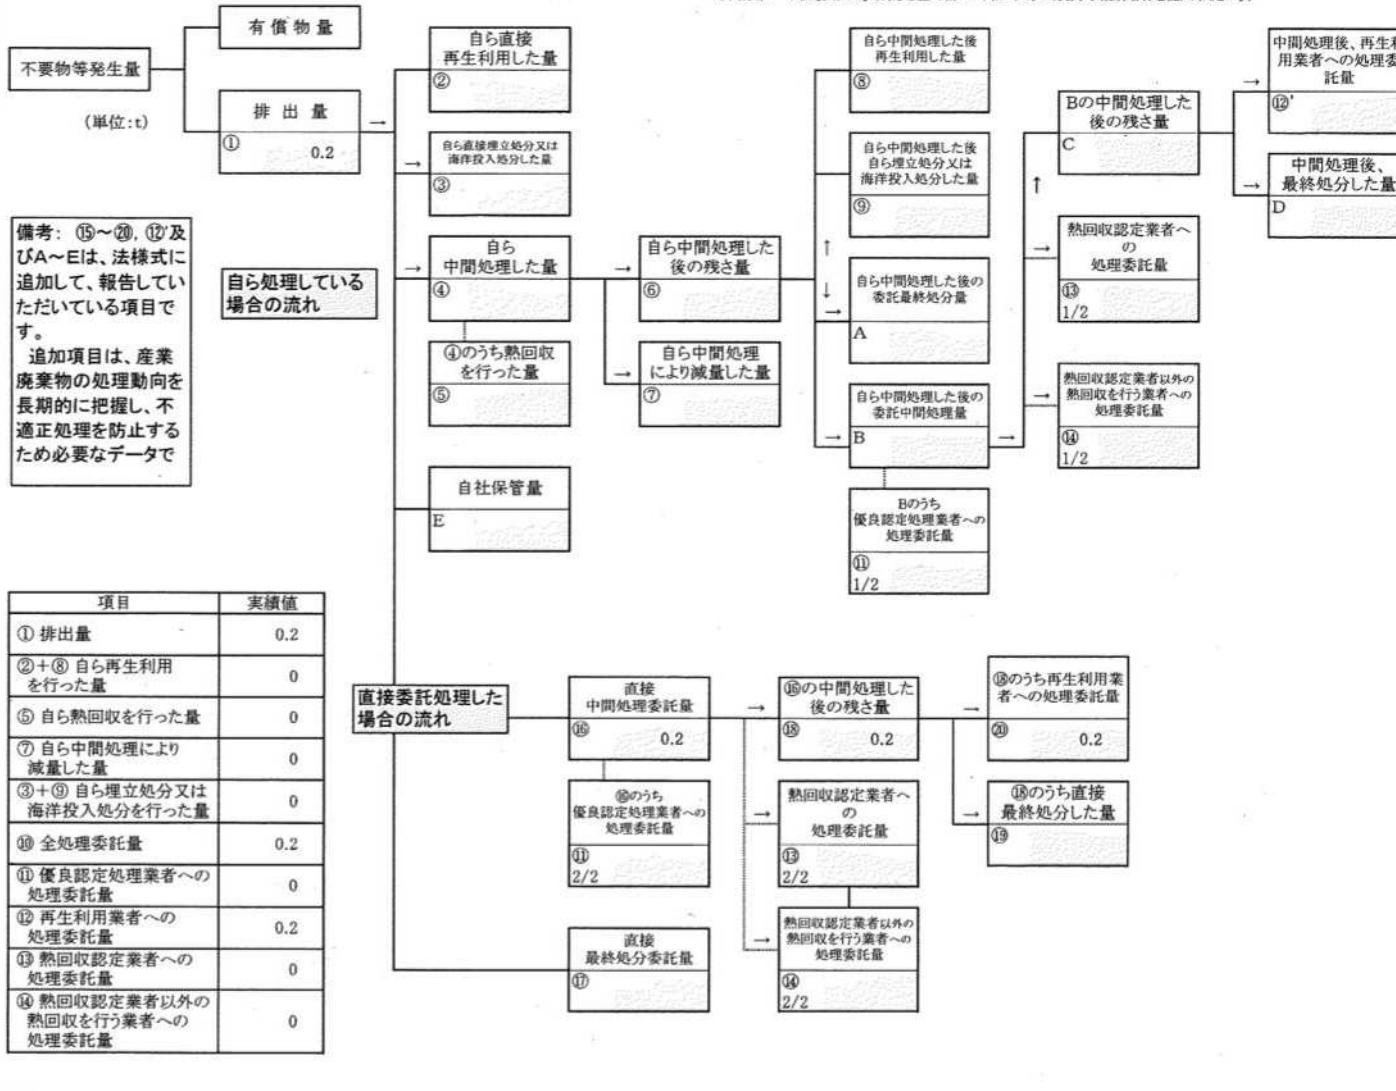 不要物等発生量
(単位:t)
有償物量
排出量
①
0.2
→
自ら直接
再生利用した量
②
→
自ら直接埋立処分又は
海洋投入処分した量
③
→
自ら
中間処理した量
④
④のうち熱回収
を行った量
⑤
自社保管量
E
備考: ⑮~⑳, ⑫'及
びA~Eは、法様式に
追加して、報告してい
ただいている項目で
す。
追加項目は、産業
廃棄物の処理動向を
長期的に把握し、不
適正処理を防止する
ため必要なデータで
自ら処理している
場合の流れ
→
自ら中間処理した
後の残さ量
⑥
→
自ら中間処理
により減量した量
⑦
自ら中間処理した後
再生利用した量
⑧
自ら中間処理した後
自ら埋立処分又は
海洋投入処分した量
⑨
↑
↓
→
自ら中間処理した後の
委託最終処分量
A
→
自ら中間処理した後の
委託中間処理量
B
Bのうち
優良認定処理業者への
処理委託量
⑪
1/2
→
↑
Bの中間処理した
後の残さ量
C
→
熱回収認定業者へ
の
処理委託量
⑬
1/2
→
熱回収認定業者以外の
熱回収を行う業者への
処理委託量
⑭
1/2
→
中間処理後、再生利
用業者への処理委
託量
⑫'
→
中間処理後、
最終処分した量
D
項目 実績値
① 排出量 0.2
②+⑧ 自ら再生利用
を行った量 0
⑤ 自ら熱回収を行った量 0
⑦ 自ら中間処理により
減量した量 0
③+⑨ 自ら埋立処分又は
海洋投入処分を行った量 0
⑩ 全処理委託量 0.2
⑪ 優良認定処理業者への
処理委託量 0
⑫ 再生利用業者への
処理委託量 0.2
⑬ 熱回収認定業者への
処理委託量 0
⑭ 熱回収認定業者以外の
熱回収を行う業者への
処理委託量 0
直接委託処理した
場合の流れ
直接
中間処理委託量
⑯
0.2
⑯のうち
優良認定処理業者への
処理委託量
⑪
2/2
直接
最終処分委託量
⑰
→
⑯の中間処理した
後の残さ量
⑱
0.2
→
熱回収認定業者へ
の
処理委託量
⑬
2/2
→
熱回収認定業者以外の
熱回収を行う業者への
処理委託量
⑭
2/2
→
⑱のうち再生利用業
者への処理委託量
⑳
0.2
→
⑱のうち直接
最終処分した量
⑲